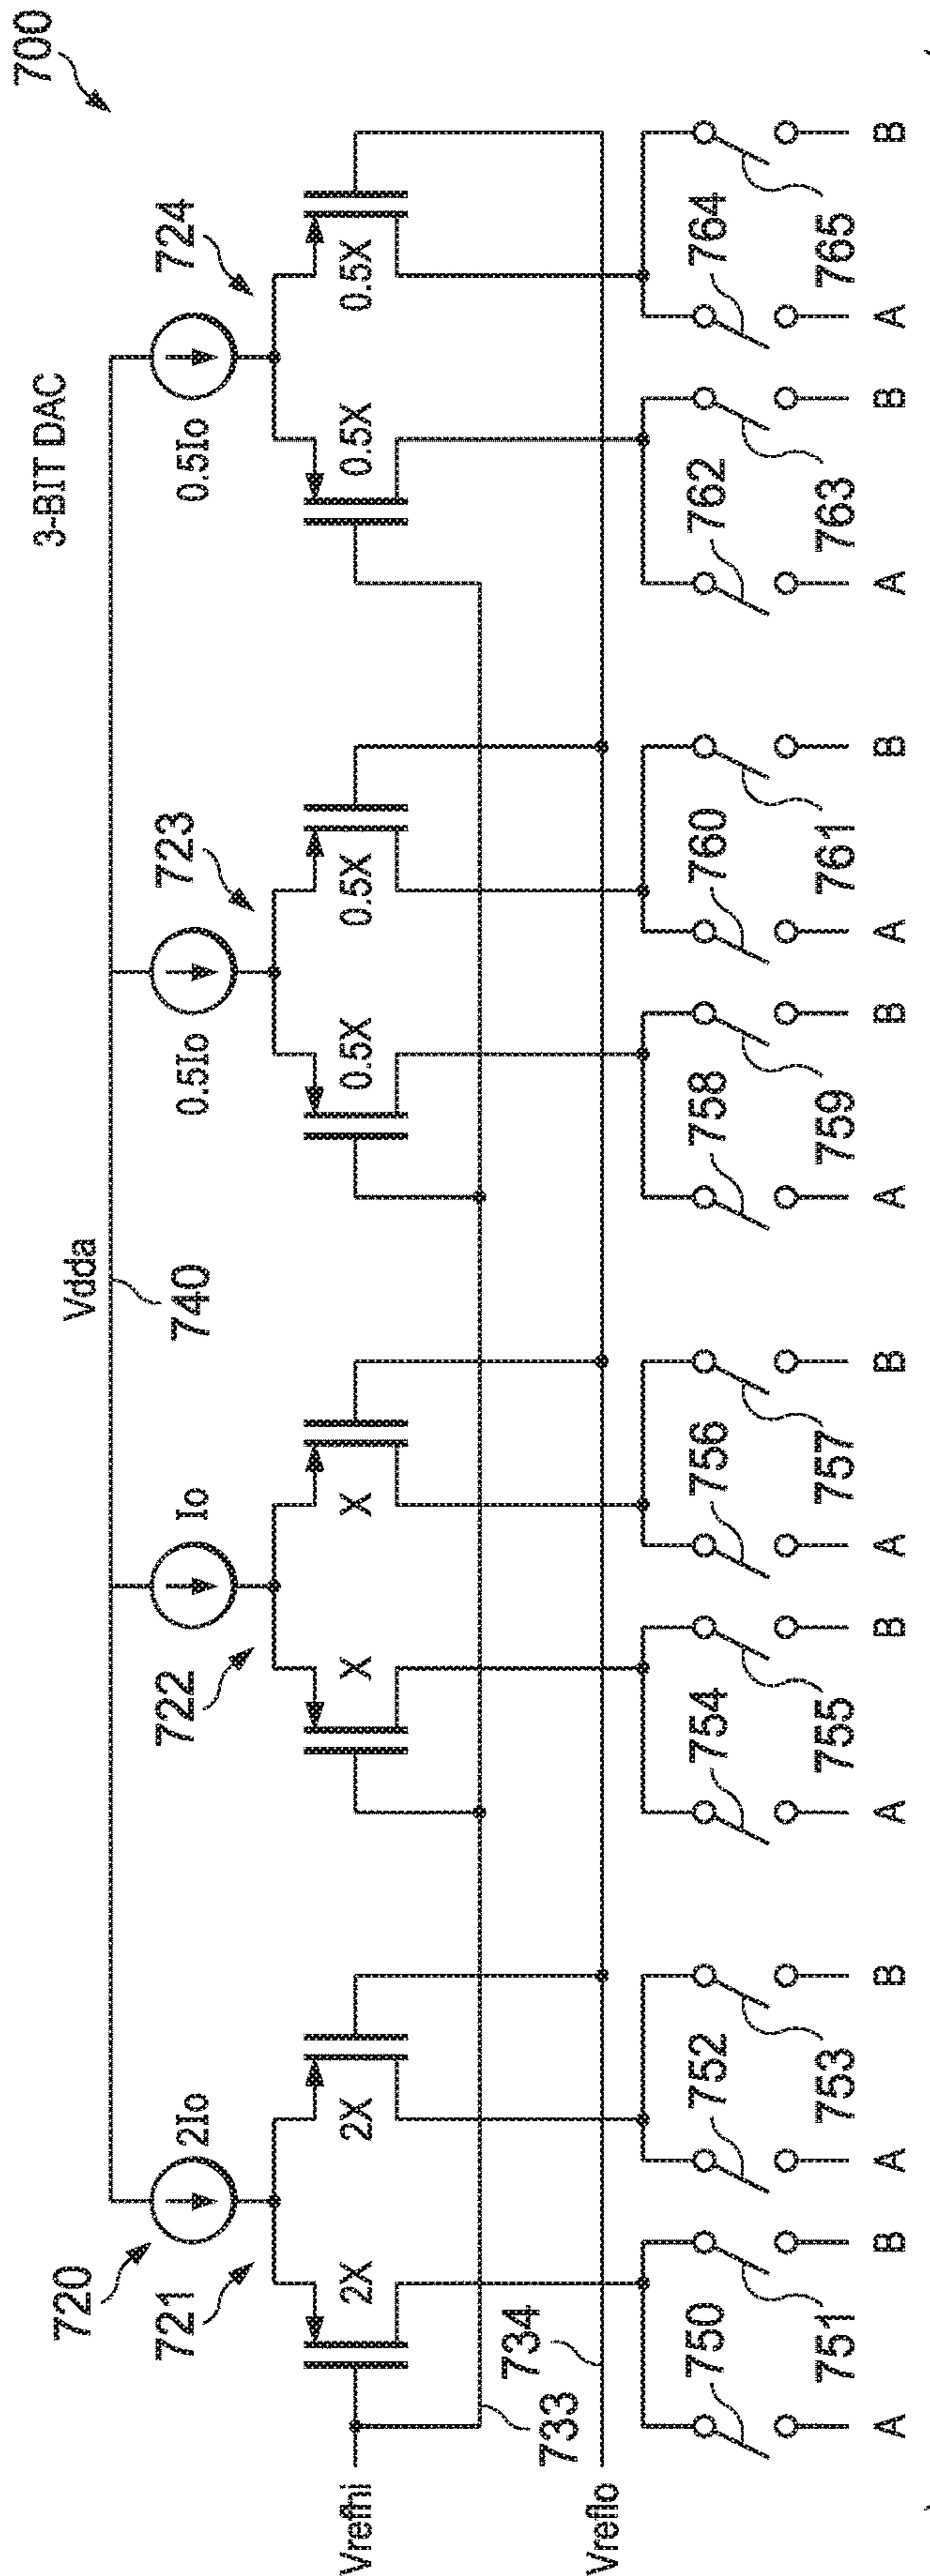 700
3-BIT DAC
Vdda
740
720
2Io
Io
0.5Io
0.5Io
721
722
723
724
2X
2X
X
X
0.5X
0.5X
0.5X
0.5X
Vrefhi
733
734
Vreflo
750
752
754
756
758
760
762
764
751
753
755
757
759
761
763
765
A
B
A
B
A
B
A
B
A
B
A
B
A
B
A
B